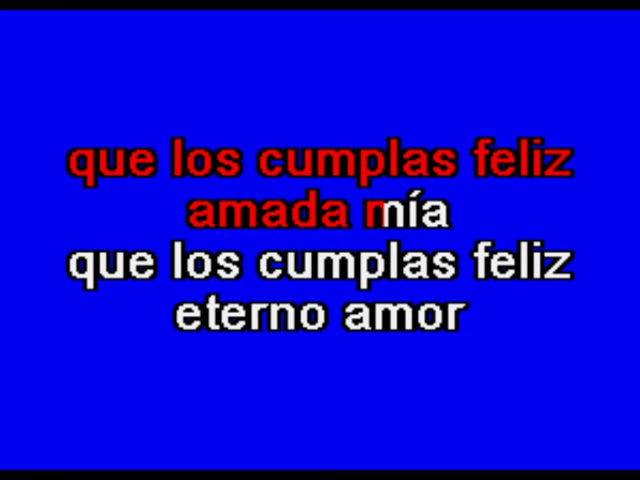 que los cumplas feliz
amada mía
que los cumplas feliz
eterno amor